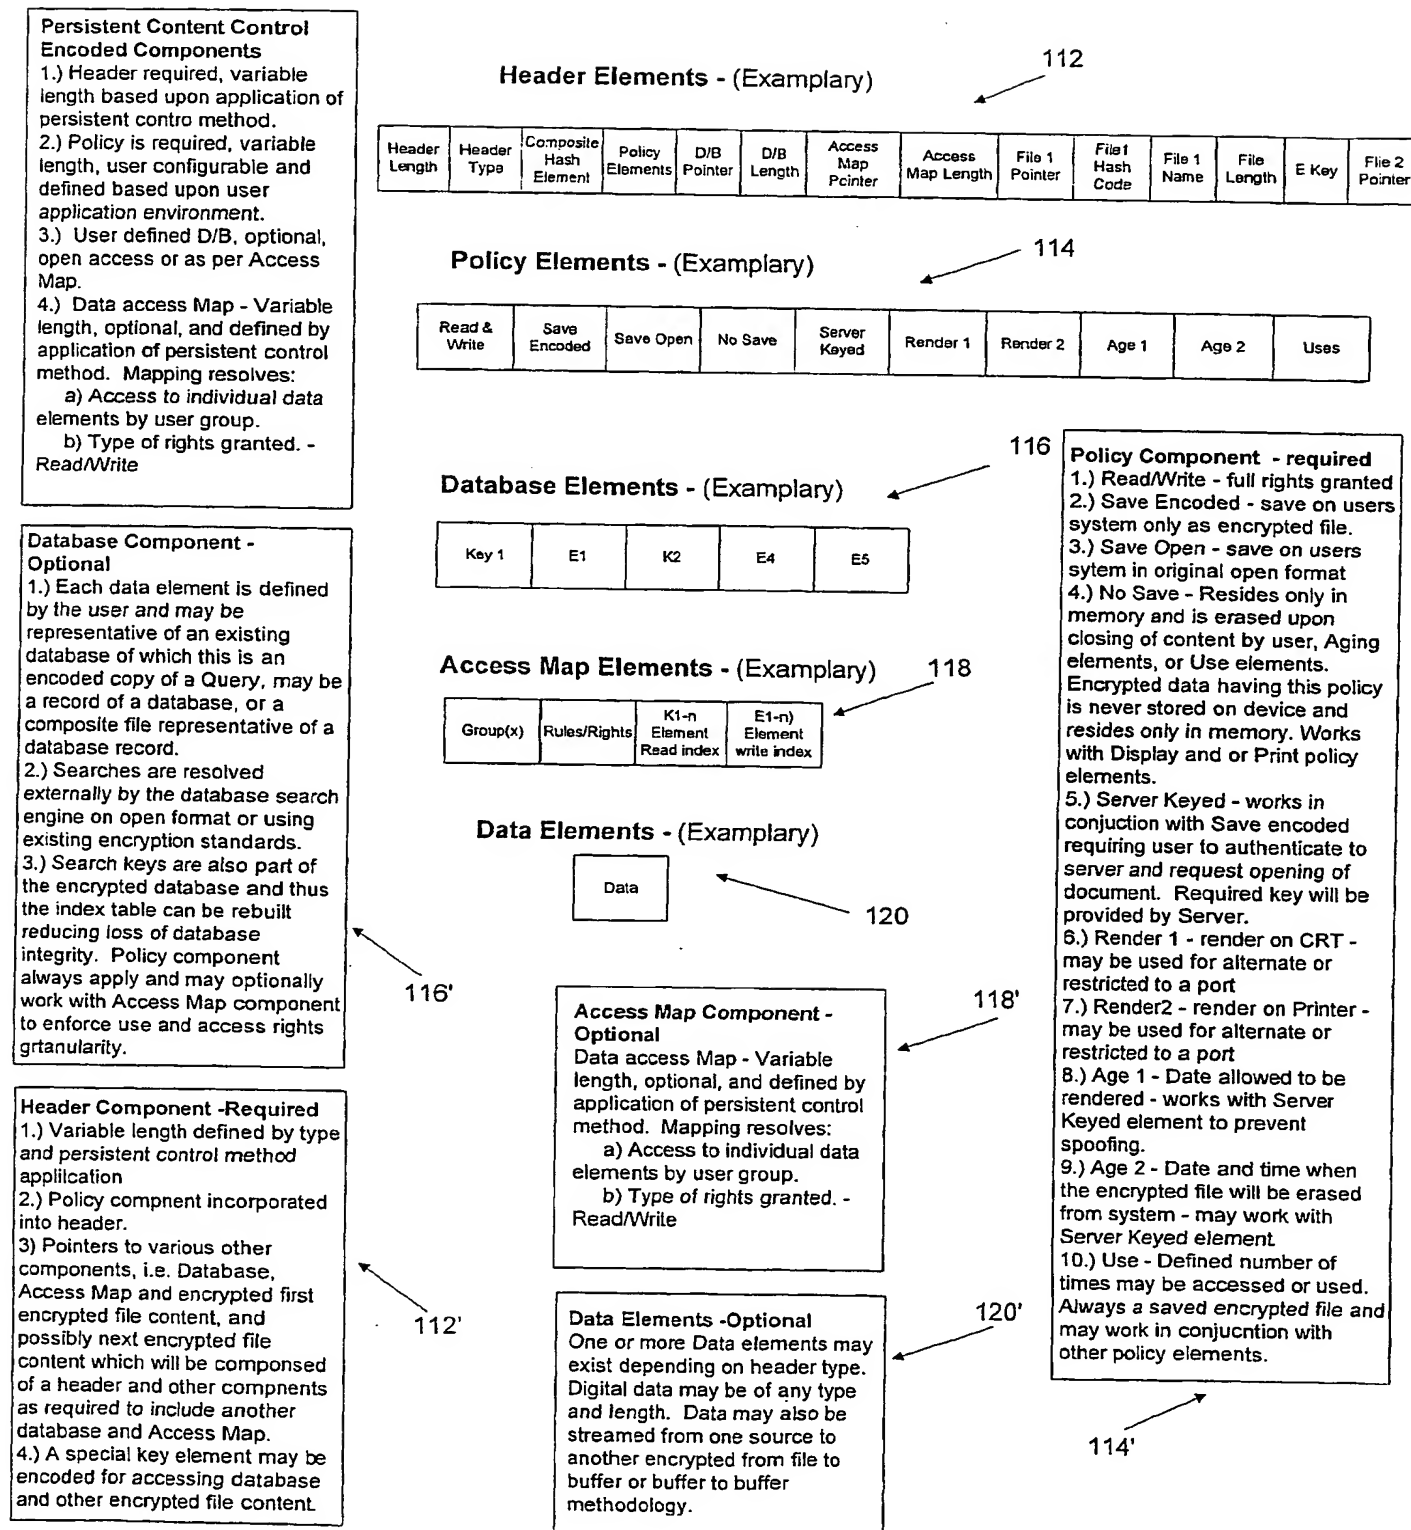 Persistent Content Control
Encoded Components
1.) Header required, variable
length based upon application of
persistent contro method.
2.) Policy is required, variable
length, user configurable and
defined based upon user
application environment.
3.) User defined D/B, optional,
open access or as per Access
Map.
4.) Data access Map - Variable
length, optional, and defined by
application of persistent control
method. Mapping resolves:
a) Access to individual data
elements by user group.
b) Type of rights granted. -
Read/Write
Header Elements - (Examplary)
112
Header
Length
Header
Type
Composite
Hash
Element
Policy
Elements
D/B
Pointer
D/B
Length
Access
Map
Pointer
Access
Map Length
File 1
Pointer
File1
Hash
Code
File 1
Name
File
Length
E Key
Flie 2
Pointer
Policy Elements - (Examplary)
114
Read &
Write
Save
Encoded
Save Open
No Save
Server
Keyed
Render 1
Render 2
Age 1
Age 2
Uses
Database Elements - (Examplary)
116
Key 1
E1
K2
E4
E5
Access Map Elements - (Examplary)
118
Group(x)
Rules/Rights
K1-n
Element
Read index
E1-n)
Element
write index
Data Elements - (Examplary)
Data
120
Database Component -
Optional
1.) Each data element is defined
by the user and may be
representative of an existing
database of which this is an
encoded copy of a Query, may be
a record of a database, or a
composite file representative of a
database record.
2.) Searches are resolved
externally by the database search
engine on open format or using
existing encryption standards.
3.) Search keys are also part of
the encrypted database and thus
the index table can be rebuilt
reducing loss of database
integrity. Policy component
always apply and may optionally
work with Access Map component
to enforce use and access rights
grtanularity.
116'
Header Component -Required
1.) Variable length defined by type
and persistent control method
applilcation
2.) Policy compnent incorporated
into header.
3) Pointers to various other
components, i.e. Database,
Access Map and encrypted first
encrypted file content, and
possibly next encrypted file
content which will be componsed
of a header and other compnents
as required to include another
database and Access Map.
4.) A special key element may be
encoded for accessing database
and other encrypted file content.
112'
Access Map Component -
Optional
Data access Map - Variable
length, optional, and defined by
application of persistent control
method. Mapping resolves:
a) Access to individual data
elements by user group.
b) Type of rights granted. -
Read/Write
118'
Data Elements -Optional
One or more Data elements may
exist depending on header type.
Digital data may be of any type
and length. Data may also be
streamed from one source to
another encrypted from file to
buffer or buffer to buffer
methodology.
120'
Policy Component - required
1.) Read/Write - full rights granted
2.) Save Encoded - save on users
system only as encrypted file.
3.) Save Open - save on users
sytem in original open format
4.) No Save - Resides only in
memory and is erased upon
closing of content by user, Aging
elements, or Use elements.
Encrypted data having this policy
is never stored on device and
resides only in memory. Works
with Display and or Print policy
elements.
5.) Server Keyed - works in
conjuction with Save encoded
requiring user to authenticate to
server and request opening of
document. Required key will be
provided by Server.
6.) Render 1 - render on CRT -
may be used for alternate or
restricted to a port
7.) Render2 - render on Printer -
may be used for alternate or
restricted to a port
8.) Age 1 - Date allowed to be
rendered - works with Server
Keyed element to prevent
spoofing.
9.) Age 2 - Date and time when
the encrypted file will be erased
from system - may work with
Server Keyed element
10.) Use - Defined number of
times may be accessed or used.
Always a saved encrypted file and
may work in conjucntion with
other policy elements.
114'